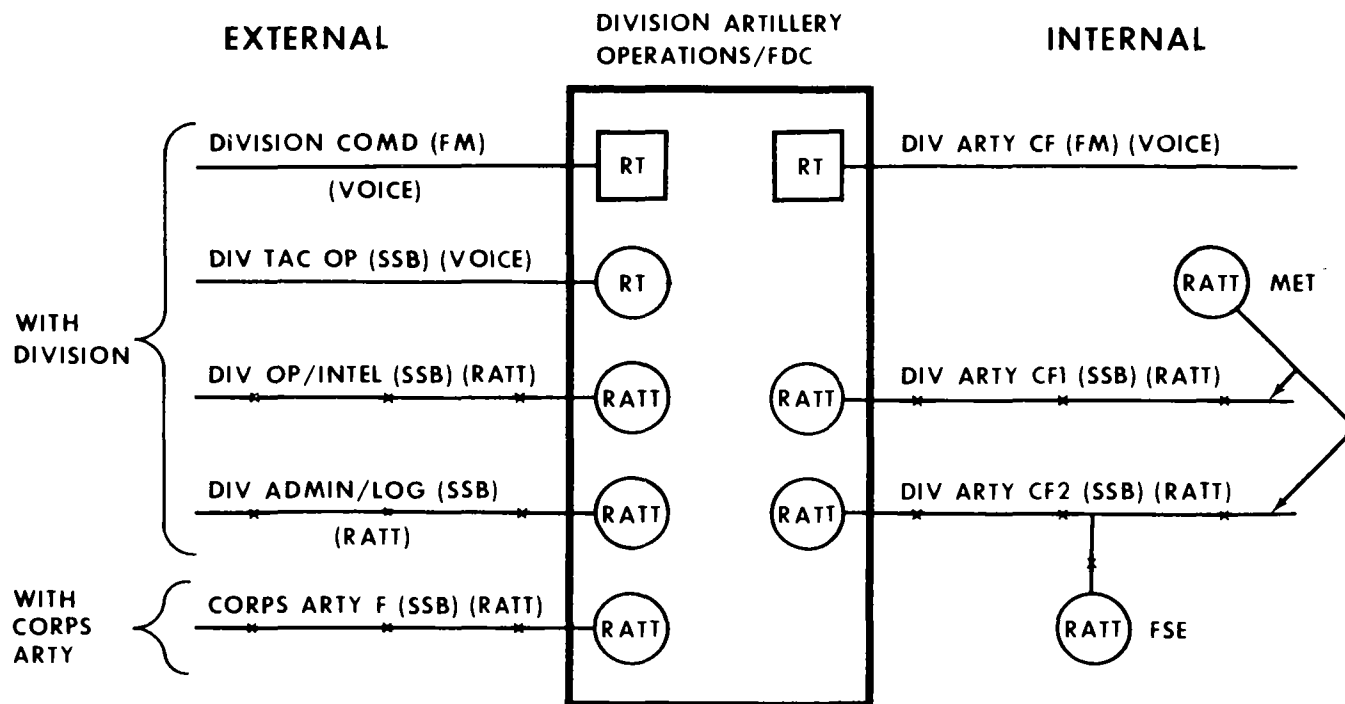 EXTERNAL
DIVISION ARTILLERY
OPERATIONS/FDC
INTERNAL
WITH
DIVISION
DIVISION COMD (FM)
(VOICE)
RT
DIV TAC OP (SSB) (VOICE)
RT
DIV OP/INTEL (SSB) (RATT)
RATT
DIV ADMIN/LOG (SSB)
(RATT)
RATT
WITH
CORPS
ARTY
CORPS ARTY F (SSB) (RATT)
RATT
RT
DIV ARTY CF (FM) (VOICE)
RATT
MET
RATT
DIV ARTY CF1 (SSB) (RATT)
RATT
DIV ARTY CF2 (SSB) (RATT)
RATT
FSE